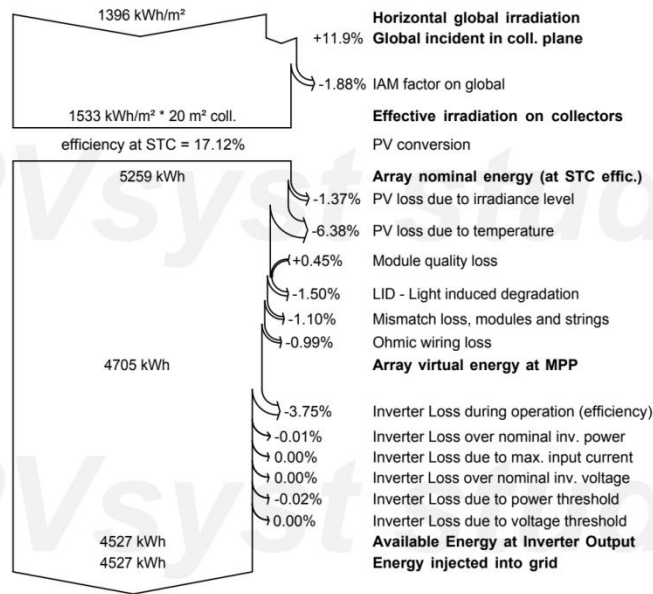 1396 kWh/m² Horizontal global irradiation
+11.9% Global incident in coll. plane
-1.88% IAM factor on global
1533 kWh/m² * 20 m² coll. Effective irradiation on collectors
efficiency at STC = 17.12% PV conversion
5259 kWh Array nominal energy (at STC effic.)
-1.37% PV loss due to irradiance level
-6.38% PV loss due to temperature
+0.45% Module quality loss
-1.50% LID - Light induced degradation
-1.10% Mismatch loss, modules and strings
-0.99% Ohmic wiring loss
4705 kWh Array virtual energy at MPP
-3.75% Inverter Loss during operation (efficiency)
-0.01% Inverter Loss over nominal inv. power
0.00% Inverter Loss due to max. input current
0.00% Inverter Loss over nominal inv. voltage
-0.02% Inverter Loss due to power threshold
0.00% Inverter Loss due to voltage threshold
4527 kWh Available Energy at Inverter Output
4527 kWh Energy injected into grid